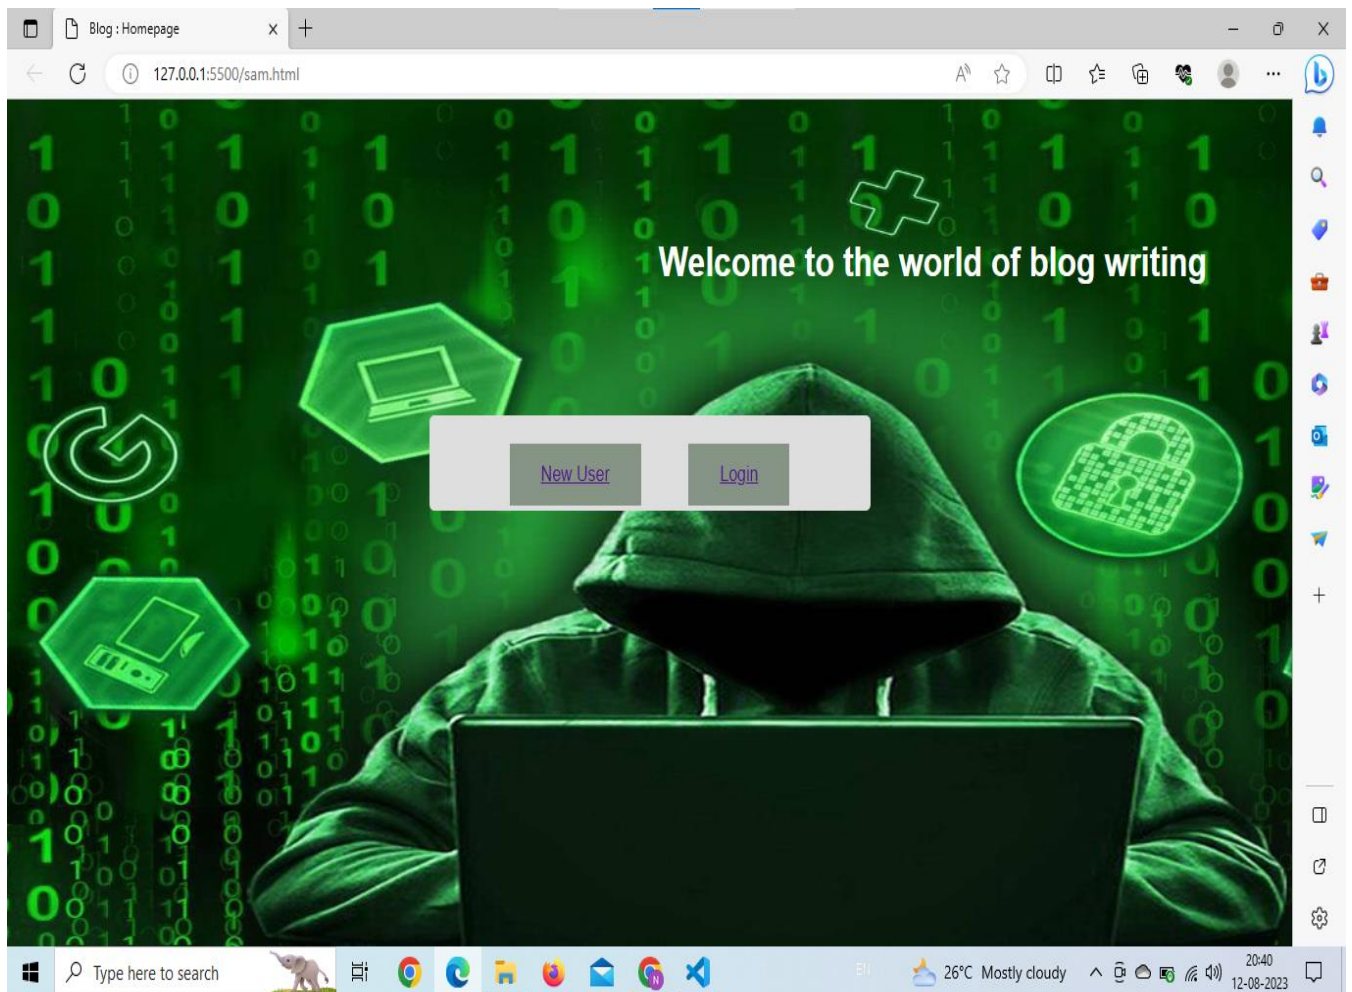 Blog : Homepage
127.0.0.1:5500/sam.html
Welcome to the world of blog writing
New User
Login
Type here to search
EN
26°C Mostly cloudy
20:40
12-08-2023